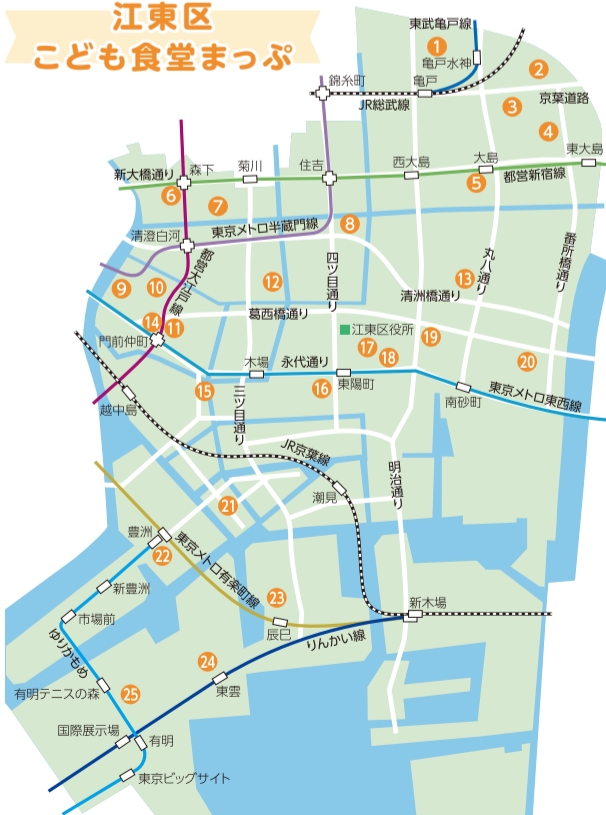 江東区
こども食堂まっぷ
東武亀戸線
1
亀戸水神
2
錦糸町
亀戸
JR総武線
3
京葉道路
4
新大橋通り
森下
菊川
住吉
西大島
大島
東大島
6
5
都営新宿線
7
東京メトロ半蔵門線
8
清澄白河
都営大江戸線
四ツ目通り
丸八通り
番所橋通り
9
10
12
13
清洲橋通り
葛西橋通り
14
11
江東区役所
門前仲町
17
18
19
20
木場
永代通り
15
16
東陽町
南砂町
東京メトロ東西線
越中島
三ツ目通り
JR京葉線
明治通り
潮見
21
豊洲
22
東京メトロ有楽町線
新豊洲
23
新木場
市場前
辰巳
りんかい線
ゆりかもめ
24
東雲
有明テニスの森
25
国際展示場
有明
東京ビッグサイト